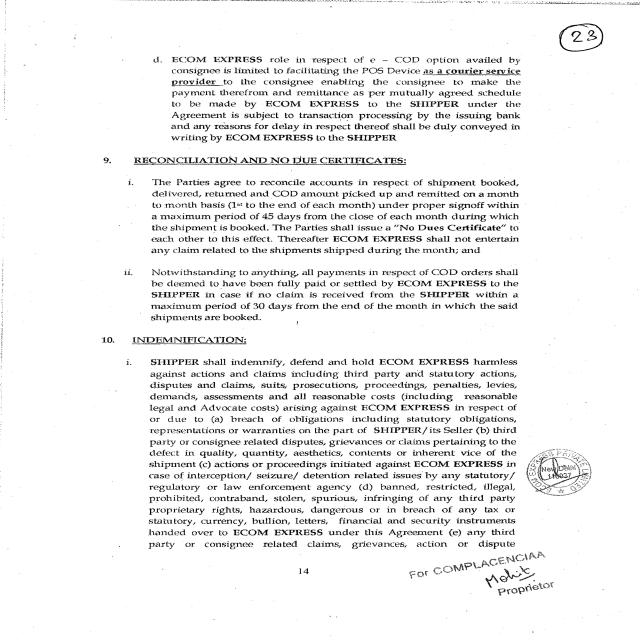 23
d. ECOM EXPRESS role in respect of e – COD option availed by
consignee is limited to facilitating the POS Device as a courier service
provider to the consignee enabling the consignee to make the
payment therefrom and remittance as per mutually agreed schedule
to be made by ECOM EXPRESS to the SHIPPER under the
Agreement is subject to transaction processing by the issuing bank
and any reasons for delay in respect thereof shall be duly conveyed in
writing by ECOM EXPRESS to the SHIPPER
9. RECONCILIATION AND NO DUE CERTIFICATES:
i. The Parties agree to reconcile accounts in respect of shipment booked,
delivered, returned and COD amount picked up and remitted on a month
to month basis (1st to the end of each month) under proper signoff within
a maximum period of 45 days from the close of each month during which
the shipment is booked. The Parties shall issue a "No Dues Certificate" to
each other to this effect. Thereafter ECOM EXPRESS shall not entertain
any claim related to the shipments shipped during the month; and
ii. Notwithstanding to anything, all payments in respect of COD orders shall
be deemed to have been fully paid or settled by ECOM EXPRESS to the
SHIPPER in case if no claim is received from the SHIPPER within a
maximum period of 30 days from the end of the month in which the said
shipments are booked.
10. INDEMNIFICATION:
i. SHIPPER shall indemnify, defend and hold ECOM EXPRESS harmless
against actions and claims including third party and statutory actions,
disputes and claims, suits, prosecutions, proceedings, penalties, levies,
demands, assessments and all reasonable costs (including reasonable
legal and Advocate costs) arising against ECOM EXPRESS in respect of
or due to (a) breach of obligations including statutory obligations,
representations or warranties on the part of SHIPPER/its Seller (b) third
party or consignee related disputes, grievances or claims pertaining to the
defect in quality, quantity, aesthetics, contents or inherent vice of the
shipment (c) actions or proceedings initiated against ECOM EXPRESS in
case of interception/ seizure/ detention related issues by any statutory/
regulatory or law enforcement agency (d) banned, restricted, illegal,
prohibited, contraband, stolen, spurious, infringing of any third party
proprietary rights, hazardous, dangerous or in breach of any tax or
statutory, currency, bullion, letters, financial and security instruments
handed over to ECOM EXPRESS under this Agreement (e) any third
party or consignee related claims, grievances, action or dispute
New Delhi
110037
14
For COMPLACENCIAA
Mohit
Proprietor